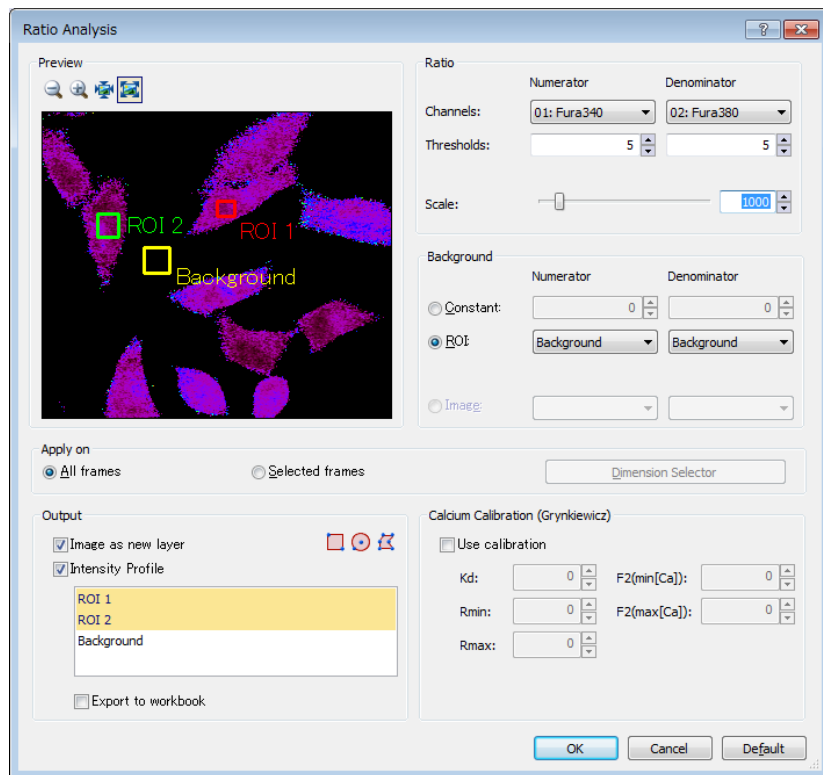 Ratio Analysis
Preview
ROI 2
ROI 1
Background
Ratio
Numerator Denominator
Channels: 01: Fura340 02: Fura380
Thresholds: 5 5
Scale: 1000
Background
Numerator Denominator
Constant: 0 0
ROI: Background Background
Image:
Apply on
All frames Selected frames Dimension Selector
Output
Image as new layer
Intensity Profile
ROI 1
ROI 2
Background
Export to workbook
Calcium Calibration (Grynkiewicz)
Use calibration
Kd: 0 F2(min[Ca]): 0
Rmin: 0 F2(max[Ca]): 0
Rmax: 0
OK Cancel Default